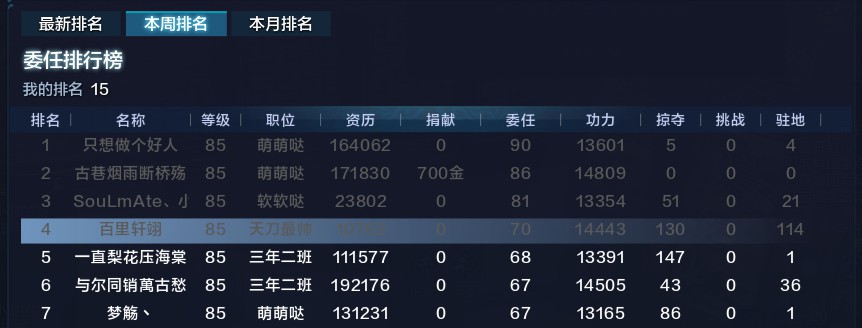 最新排名 本周排名 本月排名
委任排行榜
我的排名 15
排名 名称 等级 职位 资历 捐献 委任 功力 掠夺 挑战 驻地
1 只想做个好人 85 萌萌哒 164062 0 90 13601 5 0 4
2 古巷烟雨断桥殇 85 萌萌哒 171830 700金 86 14809 0 0 0
3 SouLmAte、小 85 软软哒 23802 0 81 13354 51 0 21
4 百里轩翊 85 天刀最帅 0 70 14443 130 0 114
5 一直梨花压海棠 85 三年二班 111577 0 68 13391 147 0 1
6 与尔同销萬古愁 85 三年二班 192176 0 67 14505 43 0 36
7 梦觞丶 85 萌萌哒 131231 0 67 13165 86 0 1